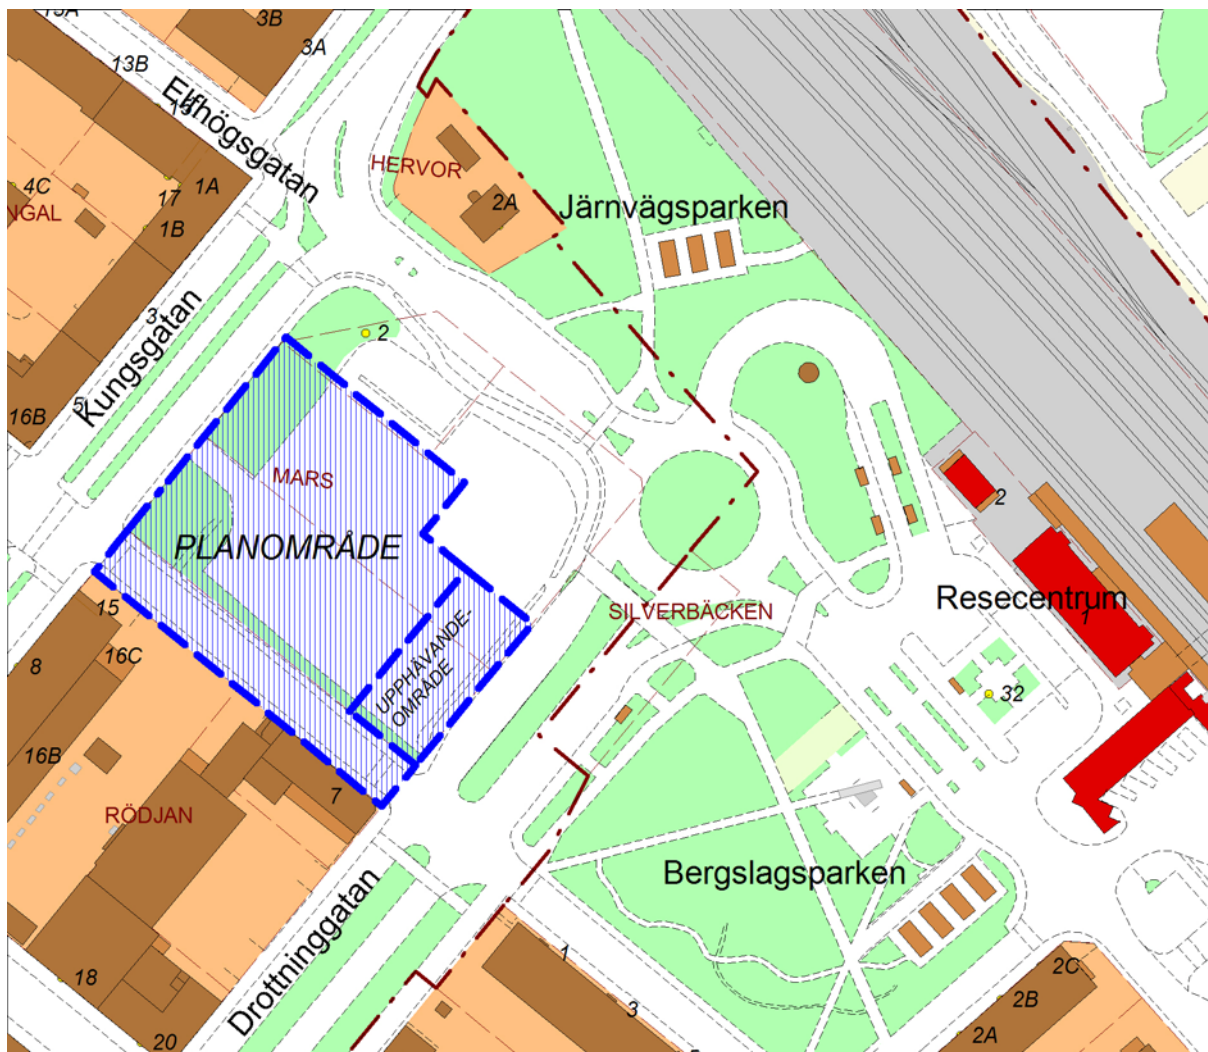 3B
3A
13B
Elfhögsgatan
HERVOR
4C
1A
17
2A
1B
Järnvägsparken
3
Kungsgatan
2
5
16B
MARS
2
PLANOMRÅDE
Resecentrum
15
SILVERBÄCKEN
1
16C
8
UPPHÄVANDE-
OMRÅDE
32
16B
7
RÖDJAN
Bergslagsparken
Drottninggatan
1
2C
18
2B
3
20
2A